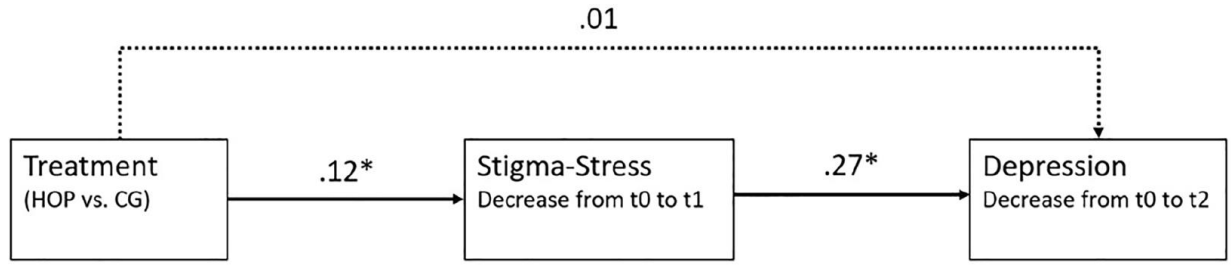 .01
Treatment
(HOP vs. CG)
.12*
Stigma-Stress
Decrease from t0 to t1
.27*
Depression
Decrease from t0 to t2